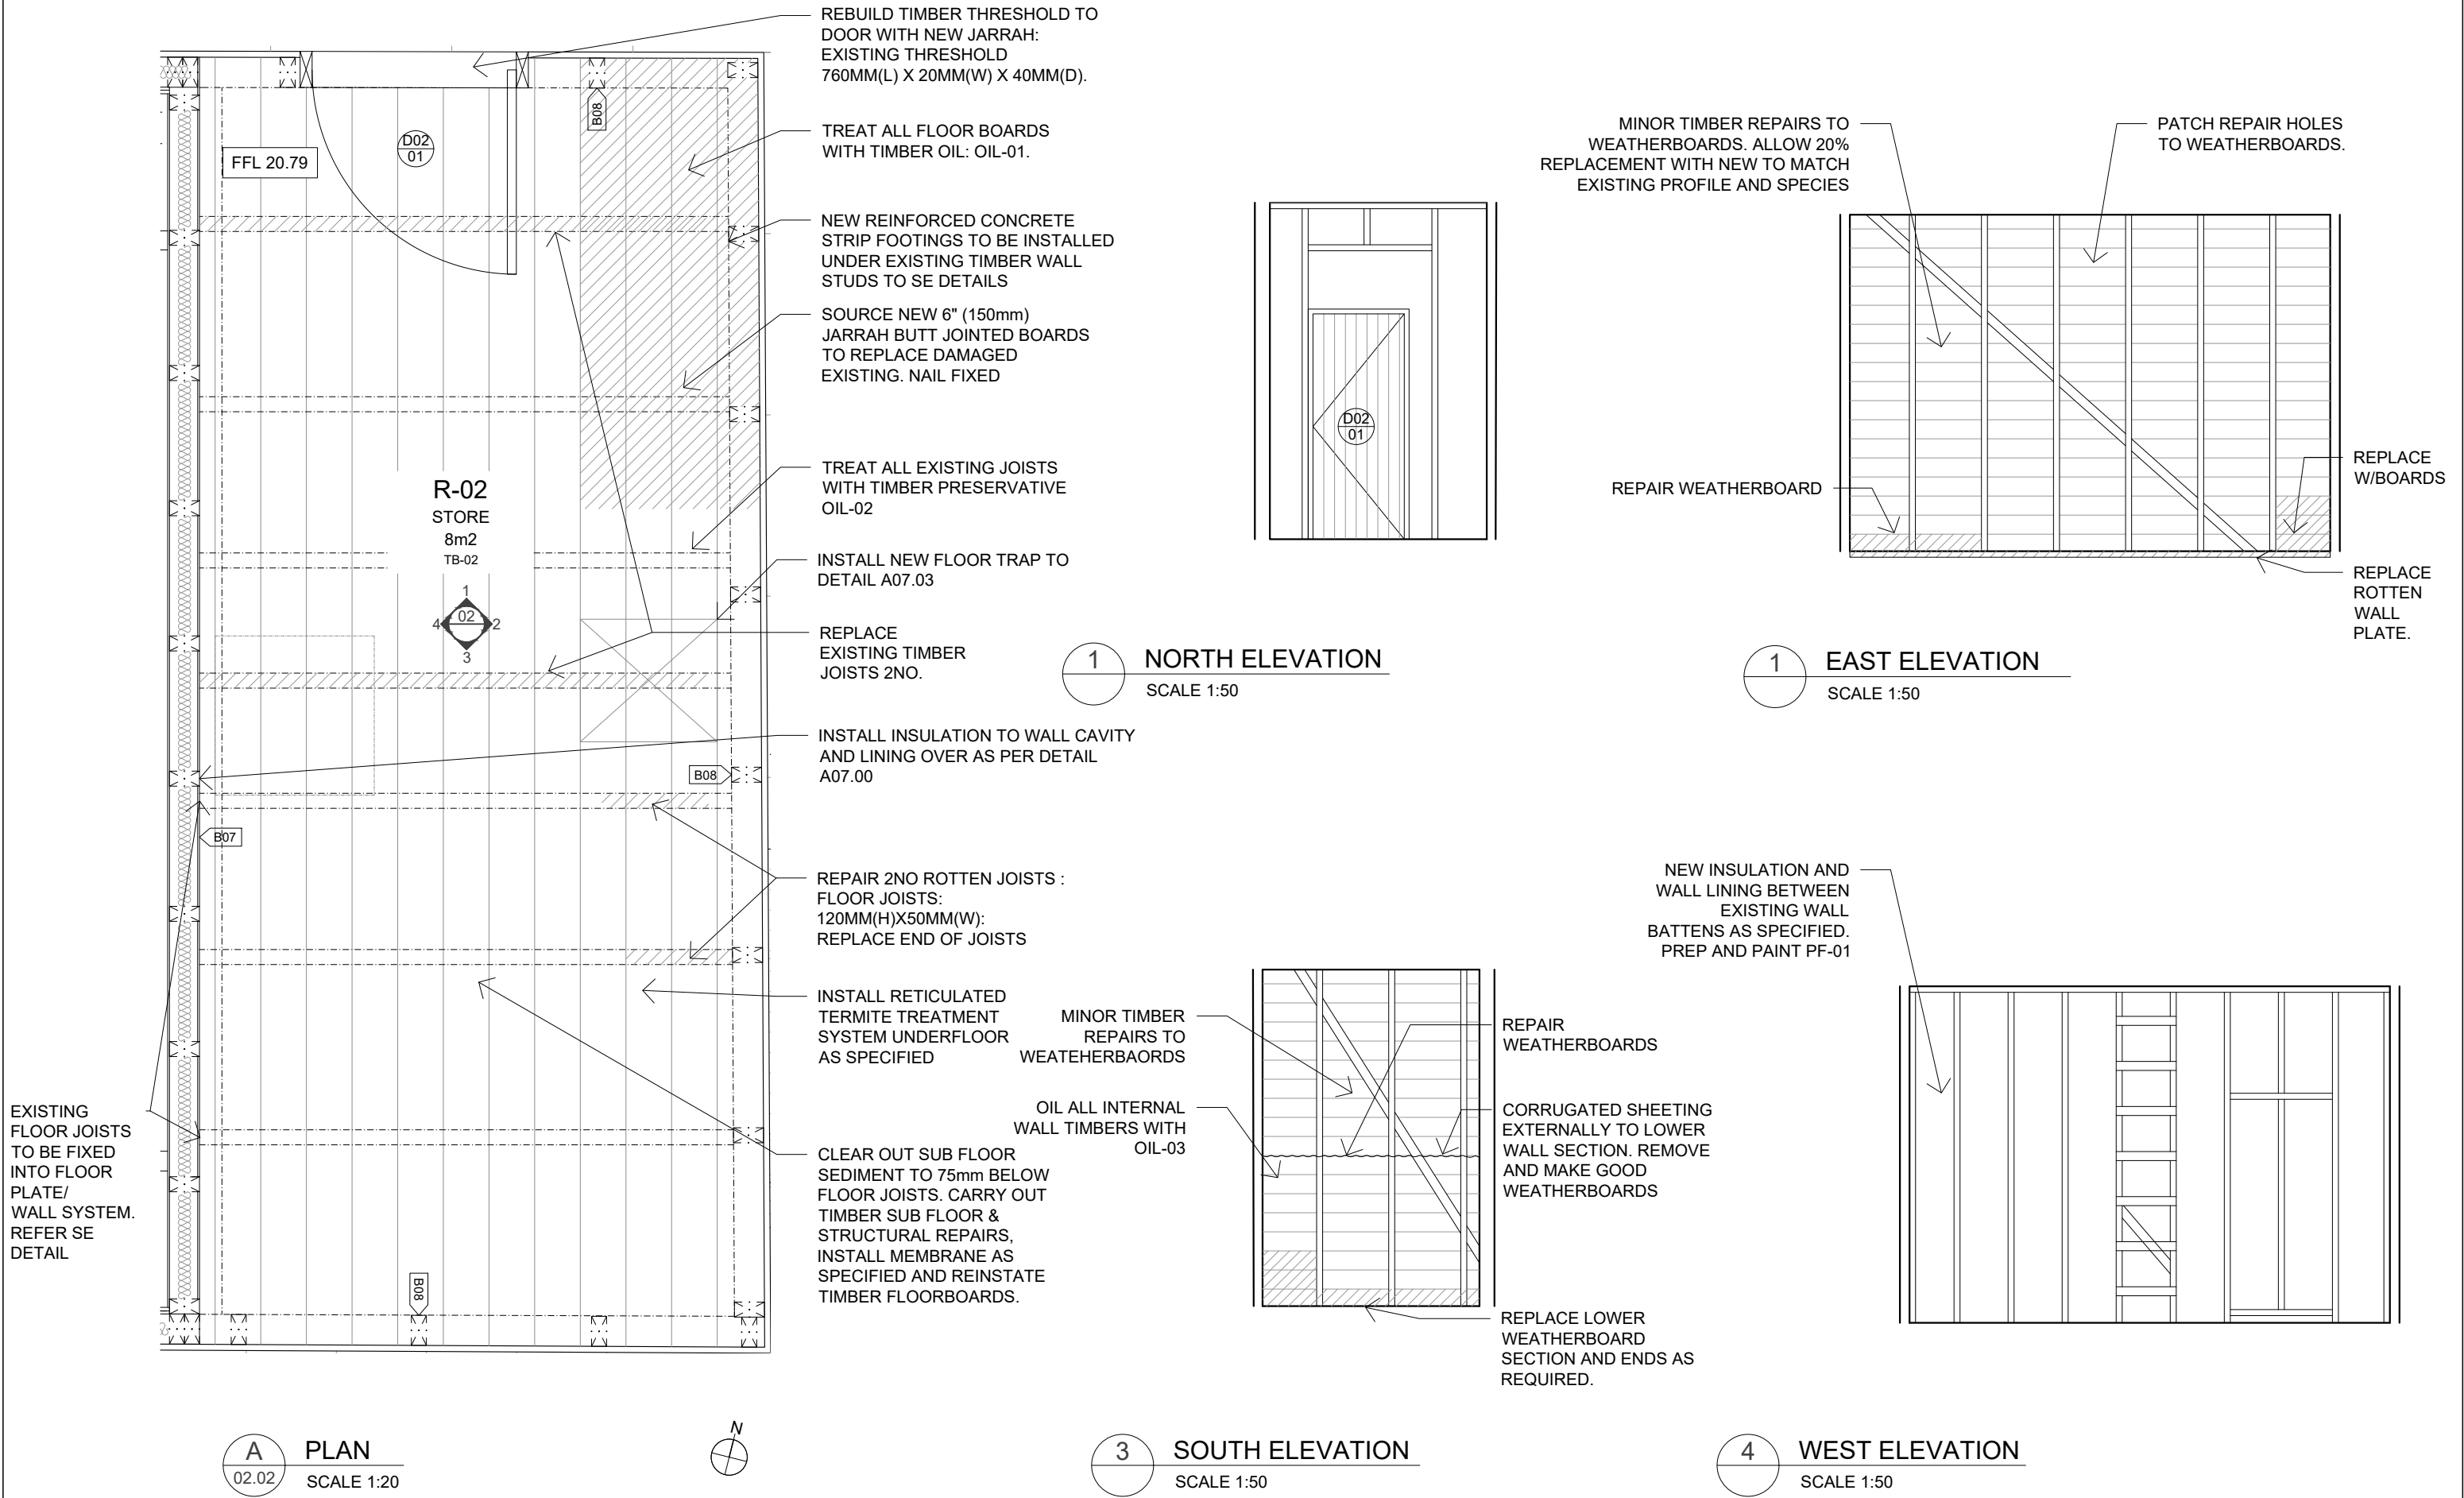 REBUILD TIMBER THRESHOLD TO
DOOR WITH NEW JARRAH:
EXISTING THRESHOLD
760MM(L) X 20MM(W) X 40MM(D).
TREAT ALL FLOOR BOARDS
WITH TIMBER OIL: OIL-01.
NEW REINFORCED CONCRETE
STRIP FOOTINGS TO BE INSTALLED
UNDER EXISTING TIMBER WALL
STUDS TO SE DETAILS
SOURCE NEW 6" (150mm)
JARRAH BUTT JOINTED BOARDS
TO REPLACE DAMAGED
EXISTING. NAIL FIXED
TREAT ALL EXISTING JOISTS
WITH TIMBER PRESERVATIVE
OIL-02
INSTALL NEW FLOOR TRAP TO
DETAIL A07.03
REPLACE
EXISTING TIMBER
JOISTS 2NO.
INSTALL INSULATION TO WALL CAVITY
AND LINING OVER AS PER DETAIL
A07.00
REPAIR 2NO ROTTEN JOISTS :
FLOOR JOISTS:
120MM(H)X50MM(W):
REPLACE END OF JOISTS
INSTALL RETICULATED
TERMITE TREATMENT
SYSTEM UNDERFLOOR
AS SPECIFIED
CLEAR OUT SUB FLOOR
SEDIMENT TO 75mm BELOW
FLOOR JOISTS. CARRY OUT
TIMBER SUB FLOOR &
STRUCTURAL REPAIRS,
INSTALL MEMBRANE AS
SPECIFIED AND REINSTATE
TIMBER FLOORBOARDS.
EXISTING
FLOOR JOISTS
TO BE FIXED
INTO FLOOR
PLATE/
WALL SYSTEM.
REFER SE
DETAIL
FFL 20.79
D02
01
B08
R-02
STORE
8m2
TB-02
1
4
02
2
3
B08
B07
B08
A
02.02
PLAN
SCALE 1:20
N
D02
01
1
NORTH ELEVATION
SCALE 1:50
MINOR TIMBER REPAIRS TO
WEATHERBOARDS. ALLOW 20%
REPLACEMENT WITH NEW TO MATCH
EXISTING PROFILE AND SPECIES
PATCH REPAIR HOLES
TO WEATHERBOARDS.
REPAIR WEATHERBOARD
REPLACE
W/BOARDS
REPLACE
ROTTEN
WALL
PLATE.
1
EAST ELEVATION
SCALE 1:50
MINOR TIMBER
REPAIRS TO
WEATEHERBAORDS
OIL ALL INTERNAL
WALL TIMBERS WITH
OIL-03
REPAIR
WEATHERBOARDS
CORRUGATED SHEETING
EXTERNALLY TO LOWER
WALL SECTION. REMOVE
AND MAKE GOOD
WEATHERBOARDS
REPLACE LOWER
WEATHERBOARD
SECTION AND ENDS AS
REQUIRED.
3
SOUTH ELEVATION
SCALE 1:50
NEW INSULATION AND
WALL LINING BETWEEN
EXISTING WALL
BATTENS AS SPECIFIED.
PREP AND PAINT PF-01
4
WEST ELEVATION
SCALE 1:50